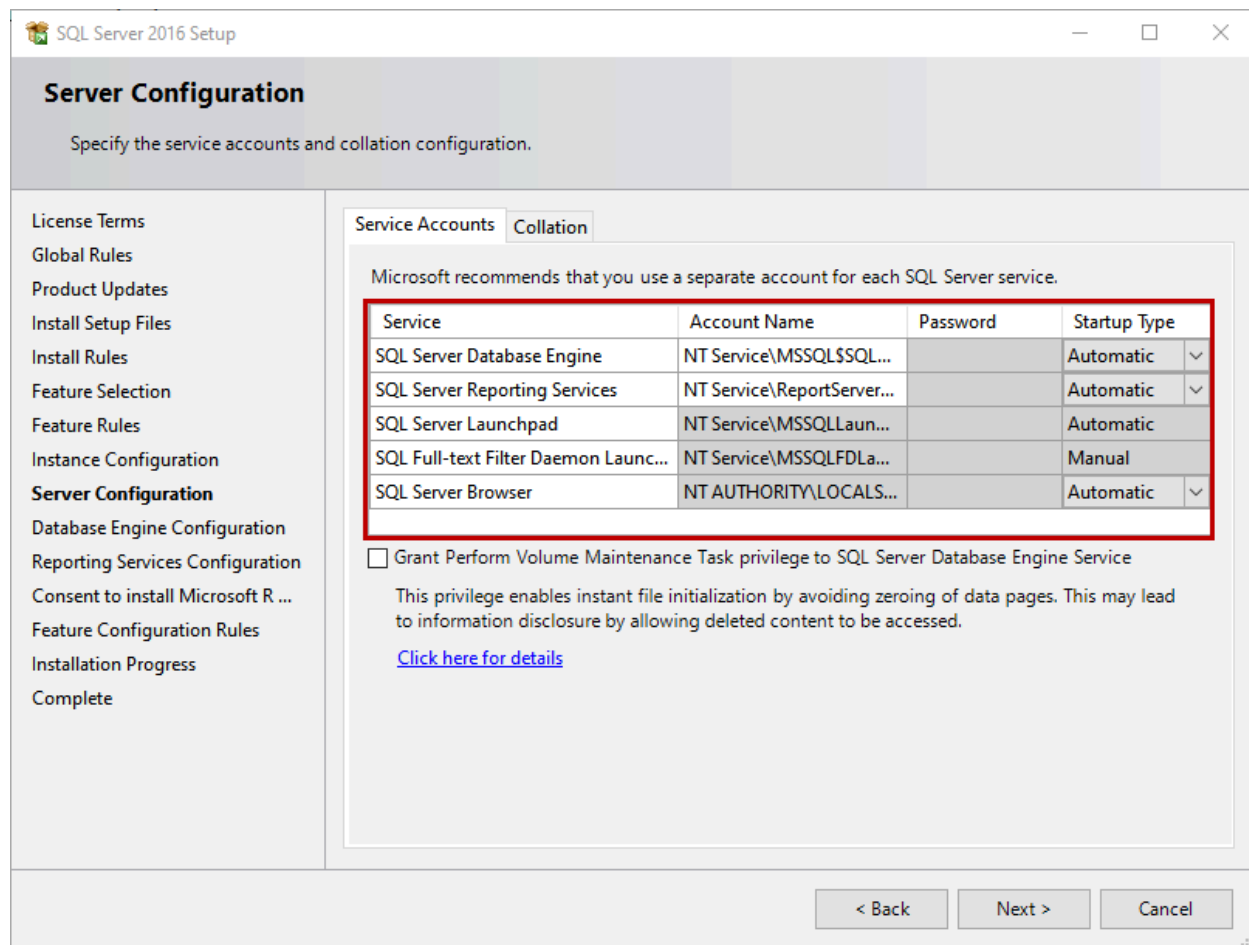 SQL Server 2016 Setup
Server Configuration
Specify the service accounts and collation configuration.
License Terms
Global Rules
Product Updates
Install Setup Files
Install Rules
Feature Selection
Feature Rules
Instance Configuration
Server Configuration
Database Engine Configuration
Reporting Services Configuration
Consent to install Microsoft R ...
Feature Configuration Rules
Installation Progress
Complete
Service Accounts Collation
Microsoft recommends that you use a separate account for each SQL Server service.
Service Account Name Password Startup Type
SQL Server Database Engine NT Service\MSSQL$SQL... Automatic
SQL Server Reporting Services NT Service\ReportServer... Automatic
SQL Server Launchpad NT Service\MSSQLLaun... Automatic
SQL Full-text Filter Daemon Launc... NT Service\MSSQLFDLa... Manual
SQL Server Browser NT AUTHORITY\LOCALS... Automatic
Grant Perform Volume Maintenance Task privilege to SQL Server Database Engine Service
This privilege enables instant file initialization by avoiding zeroing of data pages. This may lead
to information disclosure by allowing deleted content to be accessed.
Click here for details
< Back Next > Cancel